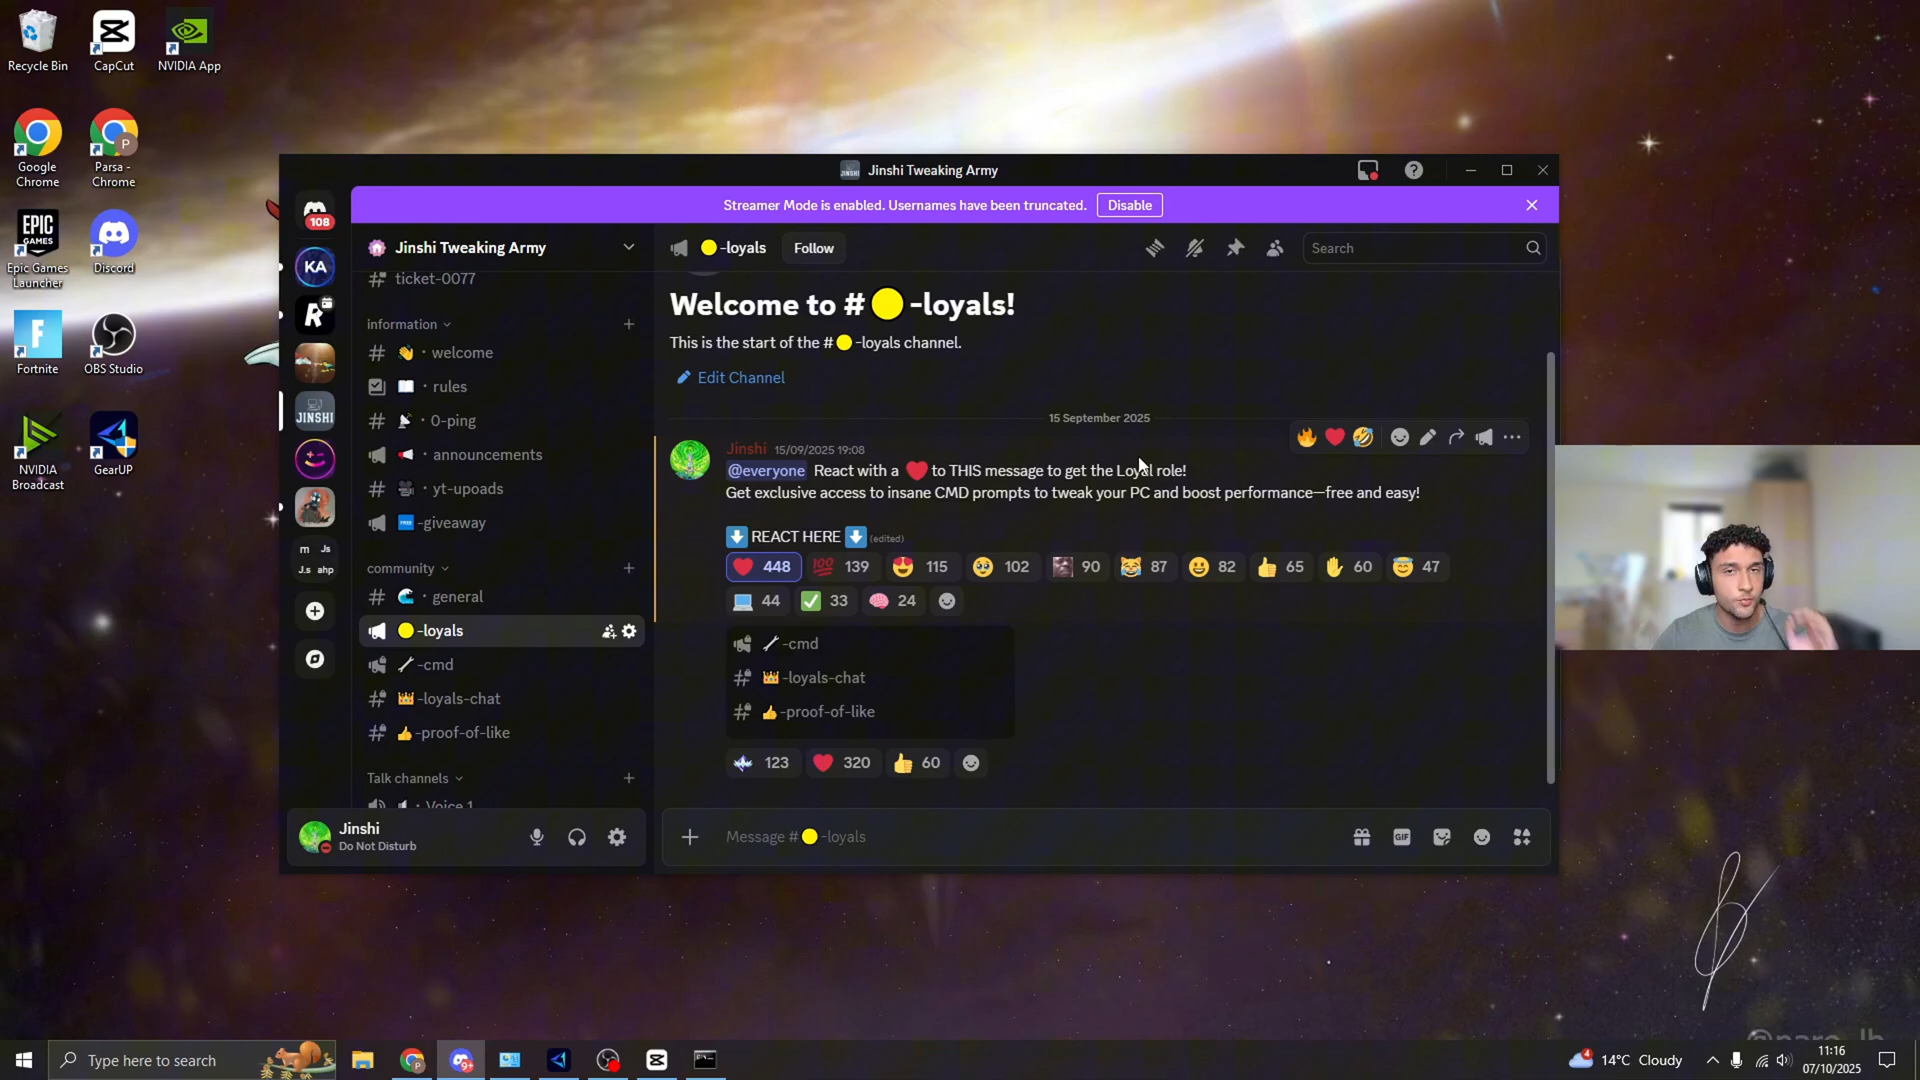 Recycle Bin
CapCut
NVIDIA App
Google Chrome
Parsa - Chrome
EPIC GAMES
Epic Games Launcher
Discord
Fortnite
OBS Studio
NVIDIA Broadcast
GearUP
JINSHI Jinshi Tweaking Army
Streamer Mode is enabled. Usernames have been truncated. Disable
108
KA
R
JINSHI
m Js
J.s ahp
Jinshi Tweaking Army
ticket-0077
information
welcome
rules
0-ping
announcements
yt-upoads
FREE -giveaway
community
general
-loyals
-cmd
-loyals-chat
-proof-of-like
Talk channels
Voice 1
Jinshi
Do Not Disturb
-loyals Follow
Search
Welcome to # -loyals!
This is the start of the # -loyals channel.
Edit Channel
15 September 2025
Jinshi 15/09/2025 19:08
@everyone React with a to THIS message to get the Loyal role!
Get exclusive access to insane CMD prompts to tweak your PC and boost performance—free and easy!
REACT HERE (edited)
448 100 139 115 102 90 87 82 65 60 47
44 33 24
-cmd
-loyals-chat
-proof-of-like
123 320 60
Message # -loyals
GIF
Type here to search
P
9+
4
14°C Cloudy
11:16
07/10/2025